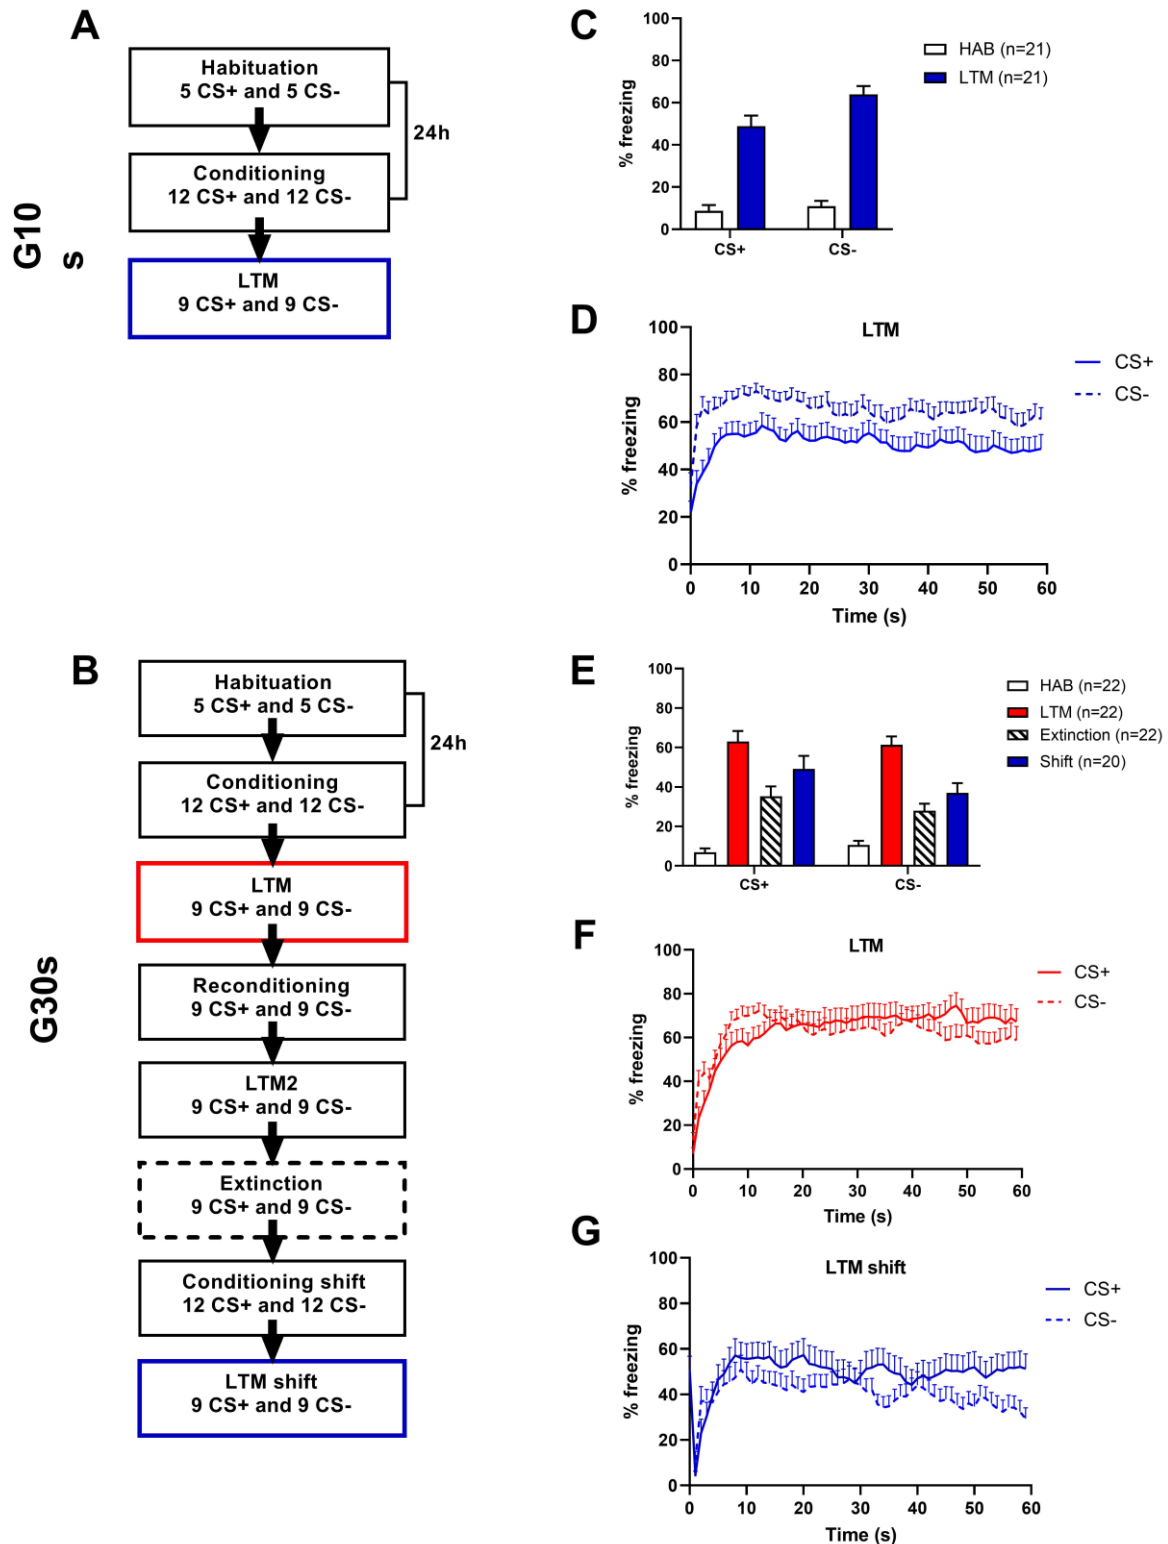 A
Habituation
5 CS+ and 5 CS-
24h
Conditioning
12 CS+ and 12 CS-
LTM
9 CS+ and 9 CS-
G10
s
C
% freezing
100
80
60
40
20
0
CS+
CS-
HAB (n=21)
LTM (n=21)
D
LTM
% freezing
100
80
60
40
20
0
0
10
20
30
40
50
60
Time (s)
CS+
CS-
B
Habituation
5 CS+ and 5 CS-
24h
Conditioning
12 CS+ and 12 CS-
LTM
9 CS+ and 9 CS-
Reconditioning
9 CS+ and 9 CS-
LTM2
9 CS+ and 9 CS-
Extinction
9 CS+ and 9 CS-
Conditioning shift
12 CS+ and 12 CS-
LTM shift
9 CS+ and 9 CS-
G30s
E
% freezing
100
80
60
40
20
0
CS+
CS-
HAB (n=22)
LTM (n=22)
Extinction (n=22)
Shift (n=20)
F
LTM
% freezing
100
80
60
40
20
0
0
10
20
30
40
50
60
Time (s)
CS+
CS-
G
LTM shift
% freezing
100
80
60
40
20
0
0
10
20
30
40
50
60
Time (s)
CS+
CS-